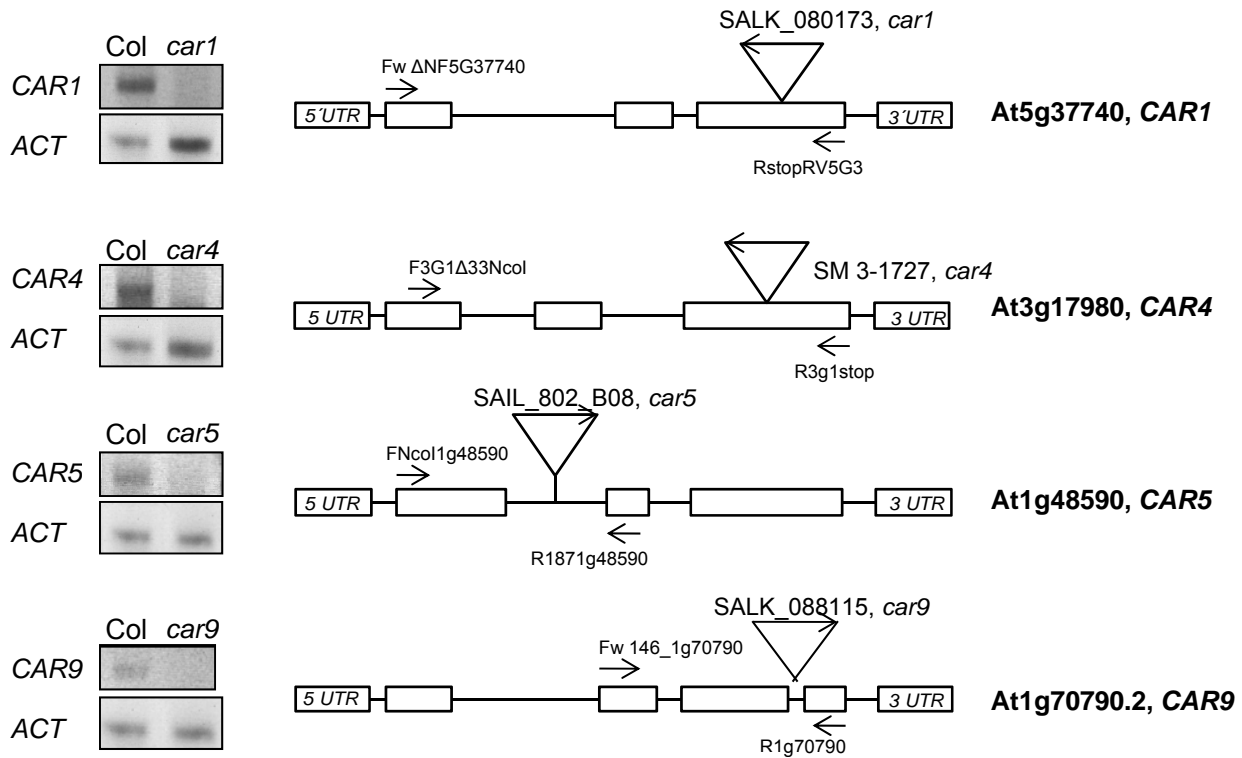 Col car1
CAR1
ACT
SALK_080173, car1
Fw ΔNF5G37740
5´UTR
3´UTR
RstopRV5G3
At5g37740, CAR1
Col car4
CAR4
ACT
F3G1Δ33NcoI
SM 3-1727, car4
5 UTR
3 UTR
R3g1stop
At3g17980, CAR4
Col car5
CAR5
ACT
SAIL_802_B08, car5
FNcoI1g48590
5 UTR
3 UTR
R1871g48590
At1g48590, CAR5
Col car9
CAR9
ACT
SALK_088115, car9
Fw 146_1g70790
5 UTR
3 UTR
R1g70790
At1g70790.2, CAR9